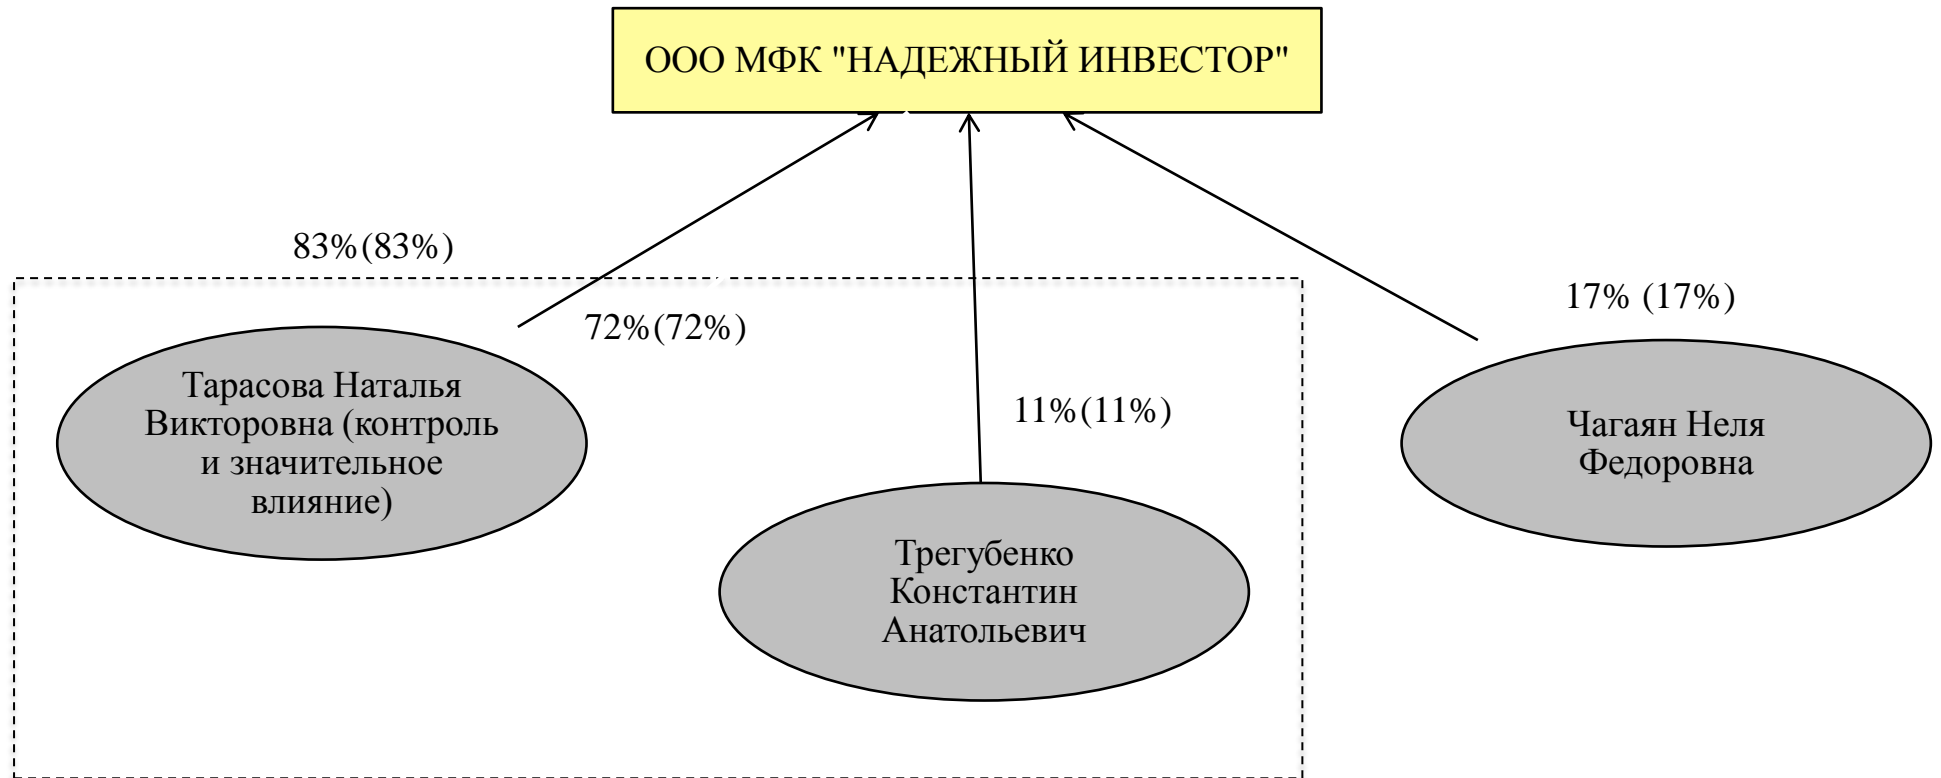 ООО МФК "НАДЕЖНЫЙ ИНВЕСТОР"
83%(83%)
72%(72%)
17% (17%)
Тарасова Наталья
Викторовна (контроль
и значительное
влияние)
11%(11%)
Чагаян Неля
Федоровна
Трегубенко
Константин
Анатольевич